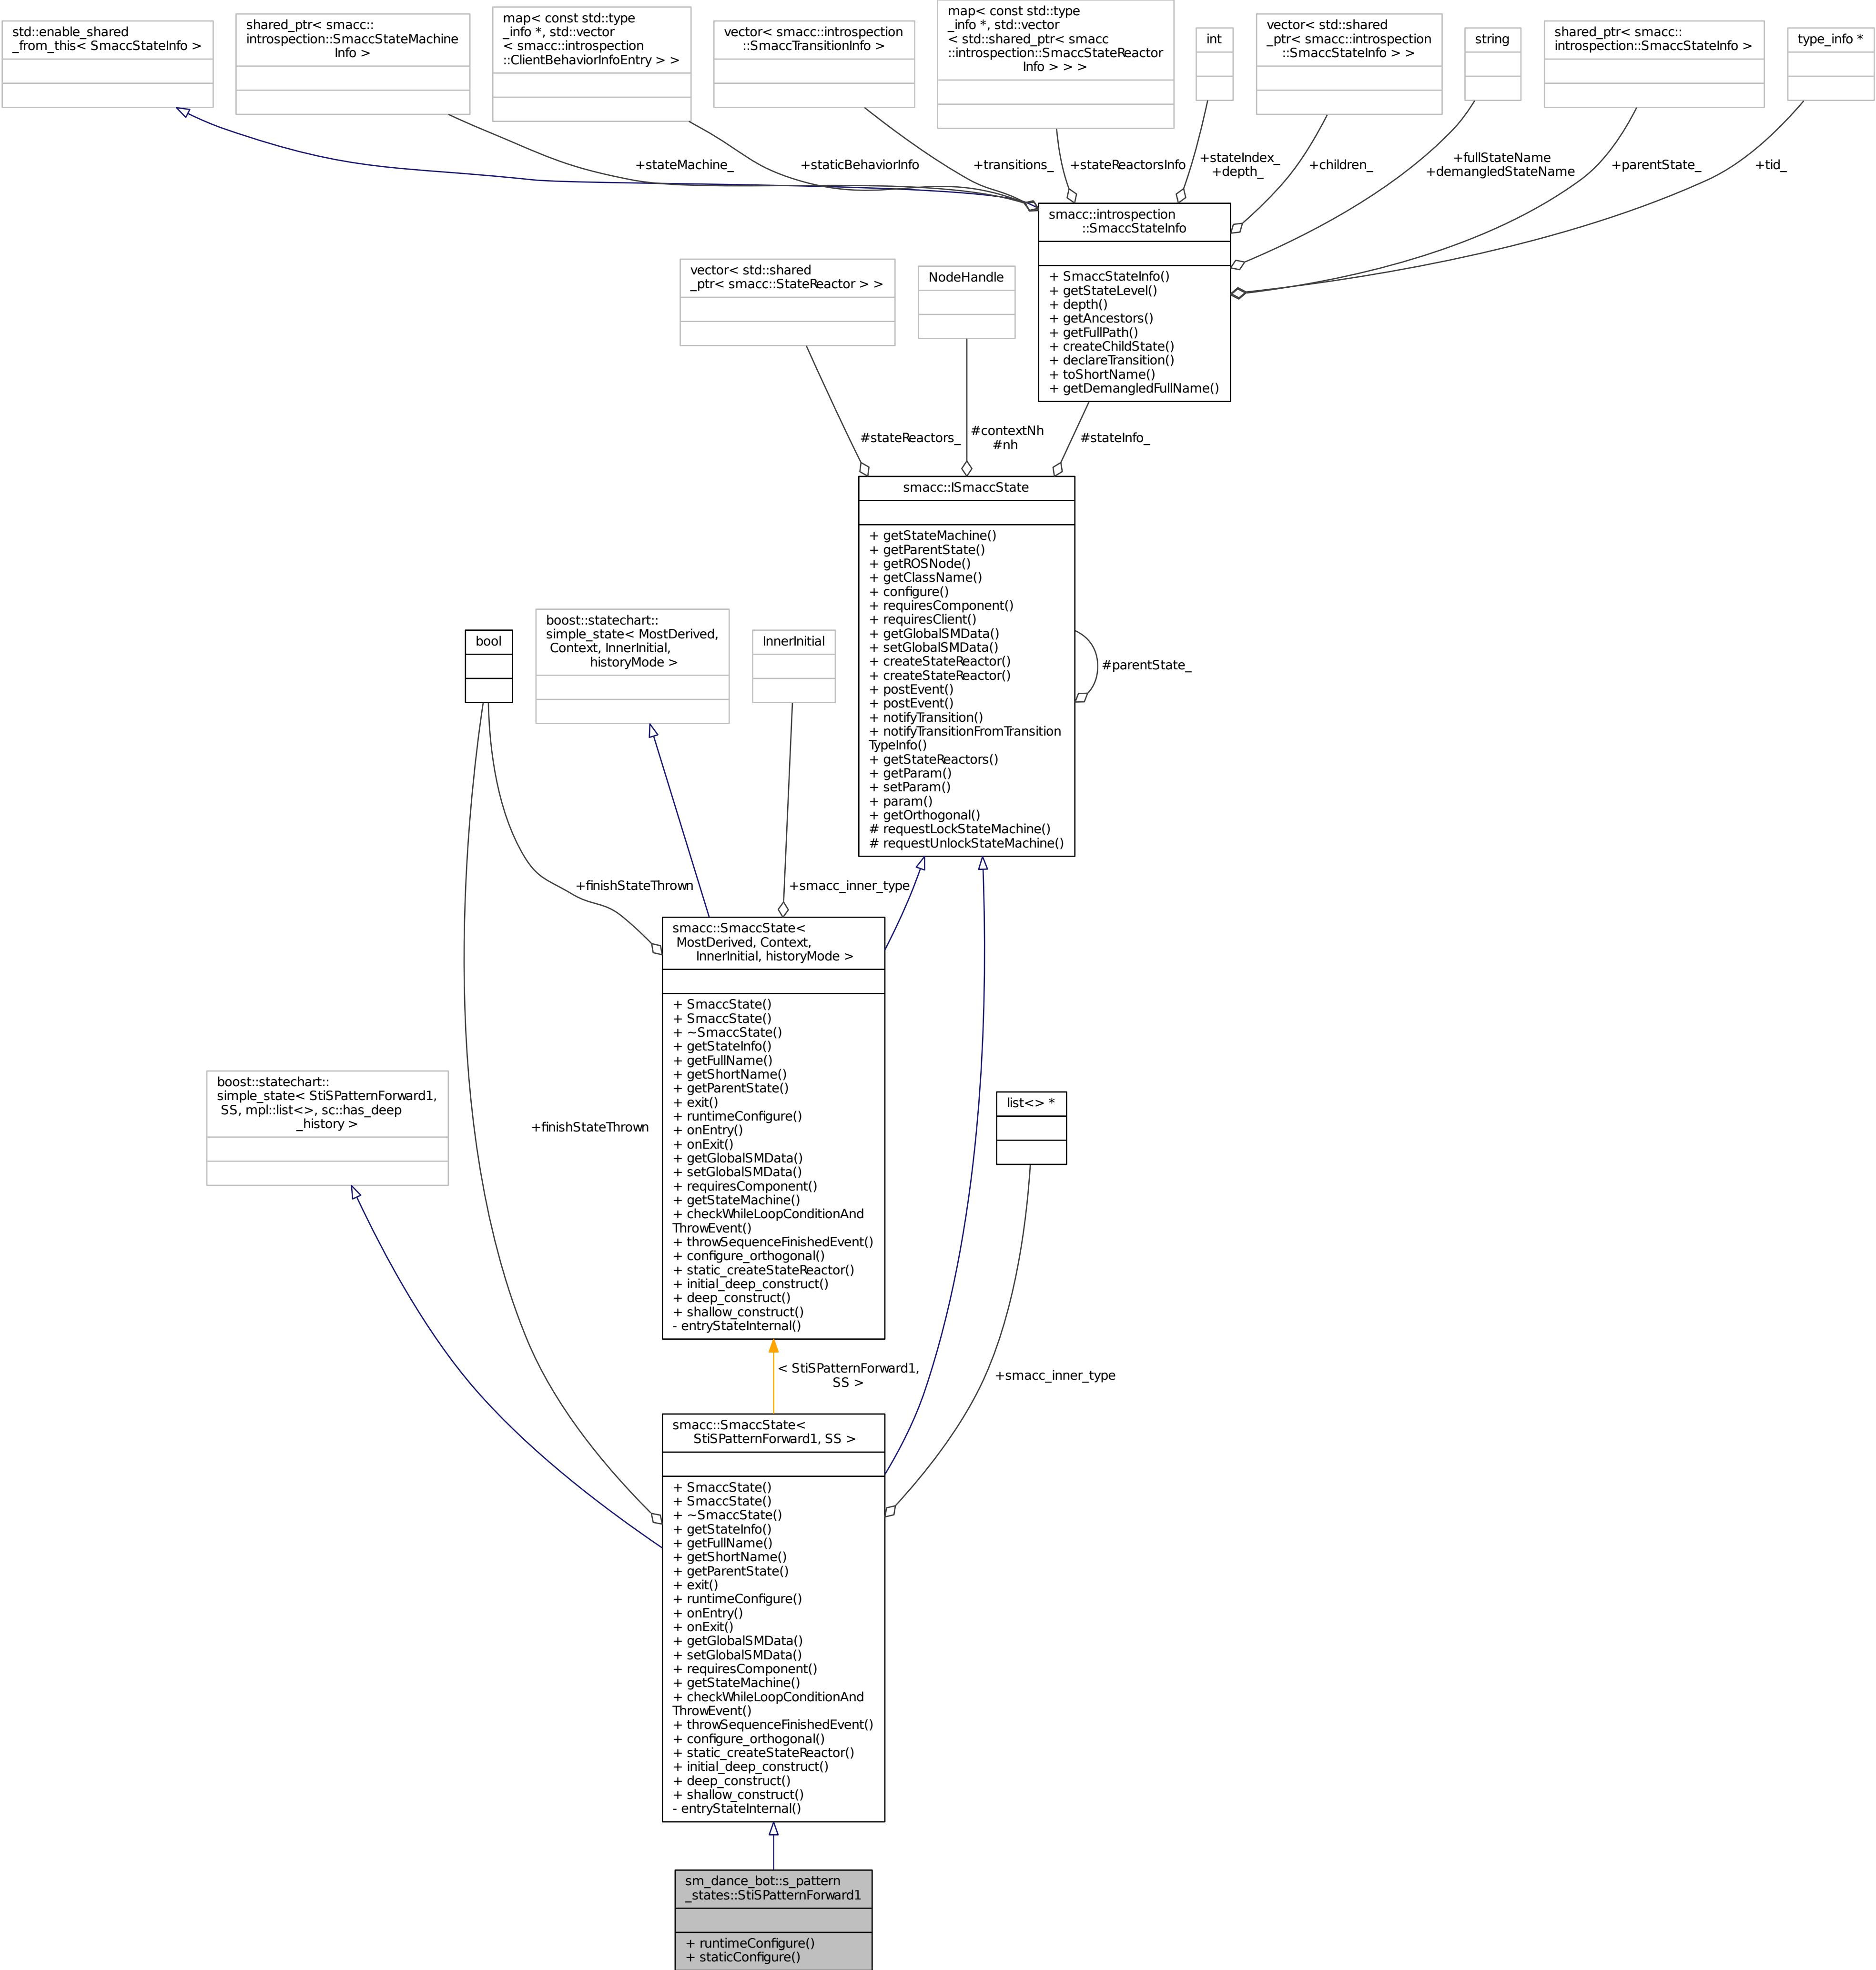 std::enable_shared
_from_this< SmaccStateInfo >
shared_ptr< smacc::
introspection::SmaccStateMachine
Info >
map< const std::type
_info *, std::vector
< smacc::introspection
::ClientBehaviorInfoEntry > >
vector< smacc::introspection
::SmaccTransitionInfo >
map< const std::type
_info *, std::vector
< std::shared_ptr< smacc
::introspection::SmaccStateReactor
Info > > >
int
vector< std::shared
_ptr< smacc::introspection
::SmaccStateInfo > >
string
shared_ptr< smacc::
introspection::SmaccStateInfo >
type_info *
+stateMachine_
+staticBehaviorInfo
+transitions_
+stateReactorsInfo
+stateIndex_
+depth_
+children_
+fullStateName
+demangledStateName
+parentState_
+tid_
smacc::introspection
::SmaccStateInfo
+ SmaccStateInfo()
+ getStateLevel()
+ depth()
+ getAncestors()
+ getFullPath()
+ createChildState()
+ declareTransition()
+ toShortName()
+ getDemangledFullName()
vector< std::shared
_ptr< smacc::StateReactor > >
NodeHandle
#stateReactors_
#contextNh
#nh
#stateInfo_
smacc::ISmaccState
+ getStateMachine()
+ getParentState()
+ getROSNode()
+ getClassName()
+ configure()
+ requiresComponent()
+ requiresClient()
+ getGlobalSMData()
+ setGlobalSMData()
+ createStateReactor()
+ createStateReactor()
+ postEvent()
+ postEvent()
+ notifyTransition()
+ notifyTransitionFromTransition
TypeInfo()
+ getStateReactors()
+ getParam()
+ setParam()
+ param()
+ getOrthogonal()
# requestLockStateMachine()
# requestUnlockStateMachine()
#parentState_
bool
boost::statechart::
simple_state< MostDerived,
Context, InnerInitial,
historyMode >
InnerInitial
+finishStateThrown
+smacc_inner_type
smacc::SmaccState<
MostDerived, Context,
InnerInitial, historyMode >
+ SmaccState()
+ SmaccState()
+ ~SmaccState()
+ getStateInfo()
+ getFullName()
+ getShortName()
+ getParentState()
+ exit()
+ runtimeConfigure()
+ onEntry()
+ onExit()
+ getGlobalSMData()
+ setGlobalSMData()
+ requiresComponent()
+ getStateMachine()
+ checkWhileLoopConditionAnd
ThrowEvent()
+ throwSequenceFinishedEvent()
+ configure_orthogonal()
+ static_createStateReactor()
+ initial_deep_construct()
+ deep_construct()
+ shallow_construct()
- entryStateInternal()
boost::statechart::
simple_state< StiSPatternForward1,
SS, mpl::list<>, sc::has_deep
_history >
+finishStateThrown
list<> *
< StiSPatternForward1,
SS >
+smacc_inner_type
smacc::SmaccState<
StiSPatternForward1, SS >
+ SmaccState()
+ SmaccState()
+ ~SmaccState()
+ getStateInfo()
+ getFullName()
+ getShortName()
+ getParentState()
+ exit()
+ runtimeConfigure()
+ onEntry()
+ onExit()
+ getGlobalSMData()
+ setGlobalSMData()
+ requiresComponent()
+ getStateMachine()
+ checkWhileLoopConditionAnd
ThrowEvent()
+ throwSequenceFinishedEvent()
+ configure_orthogonal()
+ static_createStateReactor()
+ initial_deep_construct()
+ deep_construct()
+ shallow_construct()
- entryStateInternal()
sm_dance_bot::s_pattern
_states::StiSPatternForward1
+ runtimeConfigure()
+ staticConfigure()